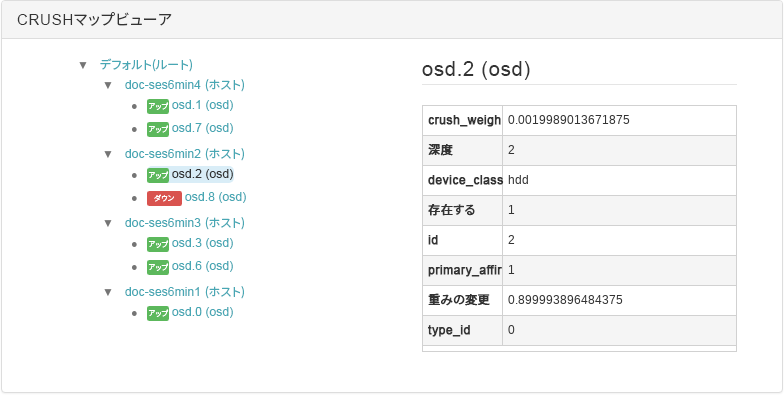 CRUSHマップビューア
デフォルト(ルート)
doc-ses6min4 (ホスト)
アップ osd.1 (osd)
アップ osd.7 (osd)
doc-ses6min2 (ホスト)
アップ osd.2 (osd)
ダウン osd.8 (osd)
doc-ses6min3 (ホスト)
アップ osd.3 (osd)
アップ osd.6 (osd)
doc-ses6min1 (ホスト)
アップ osd.0 (osd)
osd.2 (osd)
crush_weigh 0.0019989013671875
深度 2
device_class hdd
存在する 1
id 2
primary_affir 1
重みの変更 0.899993896484375
type_id 0